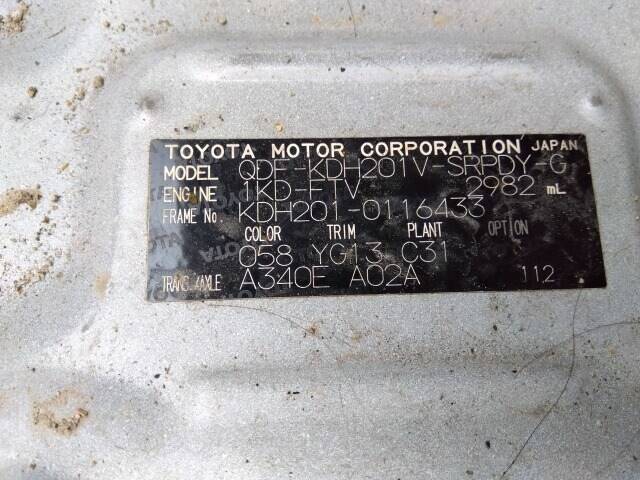 TOYOTA MOTOR CORPORATION JAPAN
MODEL QDF-KDH201V-SRPDY-G
ENGINE 1KD-FTV 2982 mL
FRAME No. KDH201-0116433
COLOR TRIM PLANT OPTION
058 YG13 C31
TRANS./AXLE A340E A02A 112